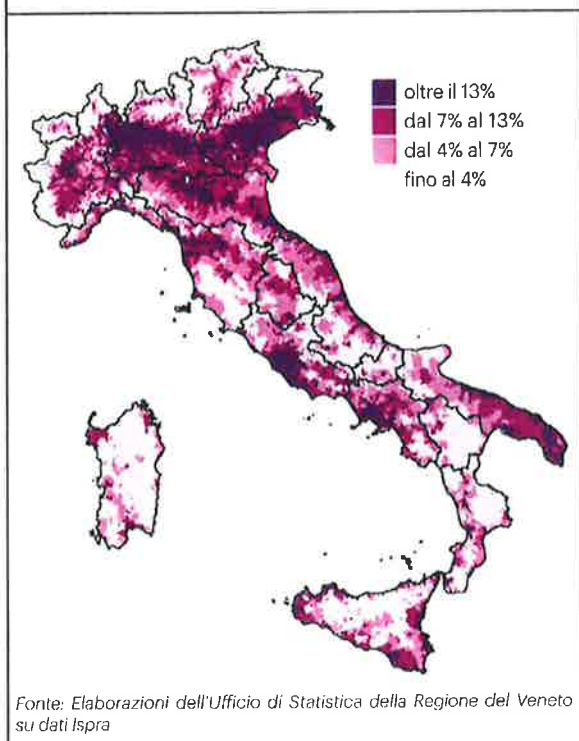 oltre il 13%
dal 7% al 13%
dal 4% al 7%
fino al 4%
Fonte: Elaborazioni dell'Ufficio di Statistica della Regione del Veneto
su dati Ispra